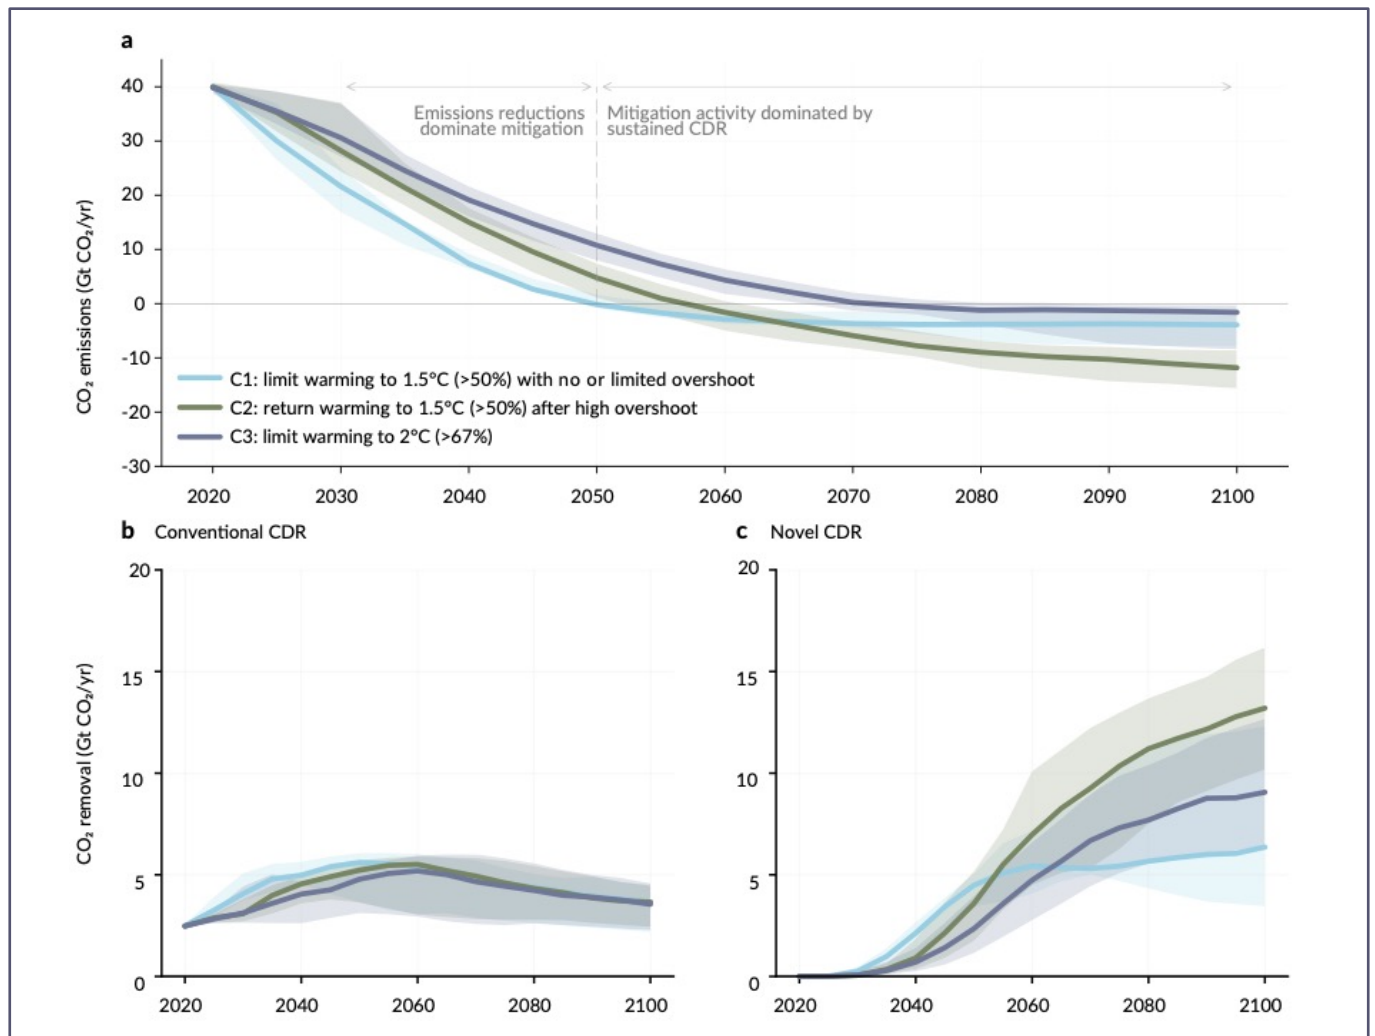 a
CO₂ emissions (Gt CO₂/yr)
40
30
20
10
0
-10
-20
-30
Emissions reductions
dominate mitigation
Mitigation activity dominated by
sustained CDR
C1: limit warming to 1.5°C (>50%) with no or limited overshoot
C2: return warming to 1.5°C (>50%) after high overshoot
C3: limit warming to 2°C (>67%)
2020 2030 2040 2050 2060 2070 2080 2090 2100
b Conventional CDR
CO₂ removal (Gt CO₂/yr)
20
15
10
5
0
2020 2040 2060 2080 2100
c Novel CDR
20
15
10
5
0
2020 2040 2060 2080 2100